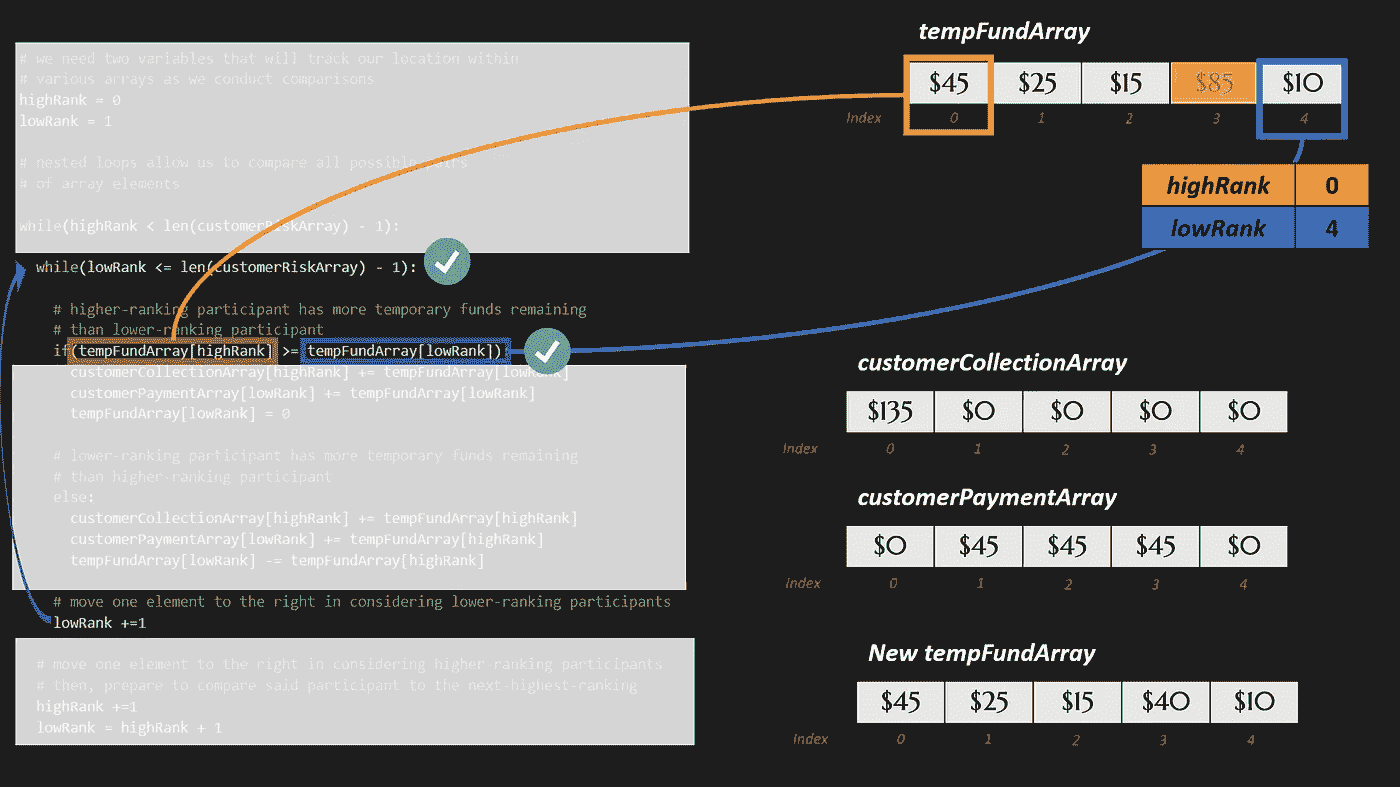 # we need two variables that will track our location within
# various arrays as we conduct comparisons
highRank = 0
lowRank = 1
# nested loops allow us to compare all possible pairs
# of array elements
while(highRank < len(customerRiskArray) - 1):
while(lowRank <= len(customerRiskArray) - 1):
# higher-ranking participant has more temporary funds remaining
# than lower-ranking participant
if(tempFundArray[highRank] >= tempFundArray[lowRank])
customerCollectionArray[highRank] += tempFundArray[lowRank]
customerPaymentArray[lowRank] += tempFundArray[lowRank]
tempFundArray[lowRank] = 0
# lower-ranking participant has more temporary funds remaining
# than higher-ranking participant
else:
customerCollectionArray[highRank] += tempFundArray[highRank]
customerPaymentArray[lowRank] += tempFundArray[highRank]
tempFundArray[lowRank] -= tempFundArray[highRank]
# move one element to the right in considering lower-ranking participants
lowRank +=1
# move one element to the right in considering higher-ranking participants
# then, prepare to compare said participant to the next-highest-ranking
highRank +=1
lowRank = highRank + 1
tempFundArray
$45 $25 $15 $85 $10
Index 0 1 2 3 4
highRank 0
lowRank 4
customerCollectionArray
$135 $0 $0 $0 $0
Index 0 1 2 3 4
customerPaymentArray
$0 $45 $45 $45 $0
Index 0 1 2 3 4
New tempFundArray
$45 $25 $15 $40 $10
Index 0 1 2 3 4